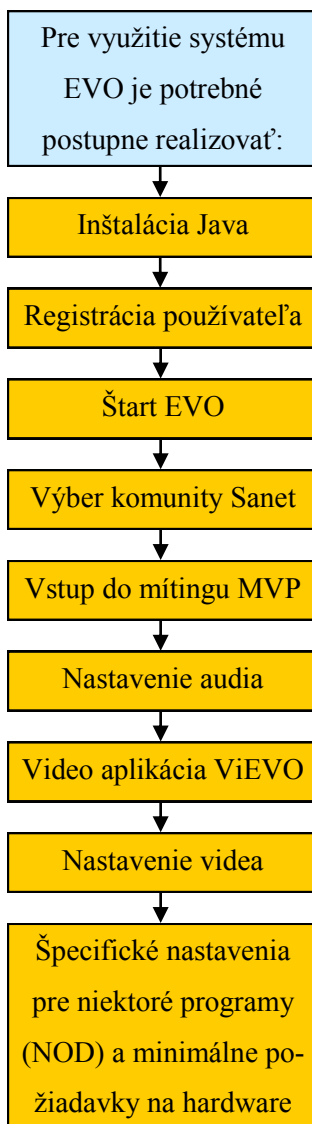 Pre využitie systému
EVO je potrebné
postupne realizovať:
Inštalácia Java
Registrácia používateľa
Štart EVO
Výber komunity Sanet
Vstup do mítingu MVP
Nastavenie audia
Video aplikácia ViEVO
Nastavenie videa
Špecifické nastavenia
pre niektoré programy
(NOD) a minimálne po-
žiadavky na hardware